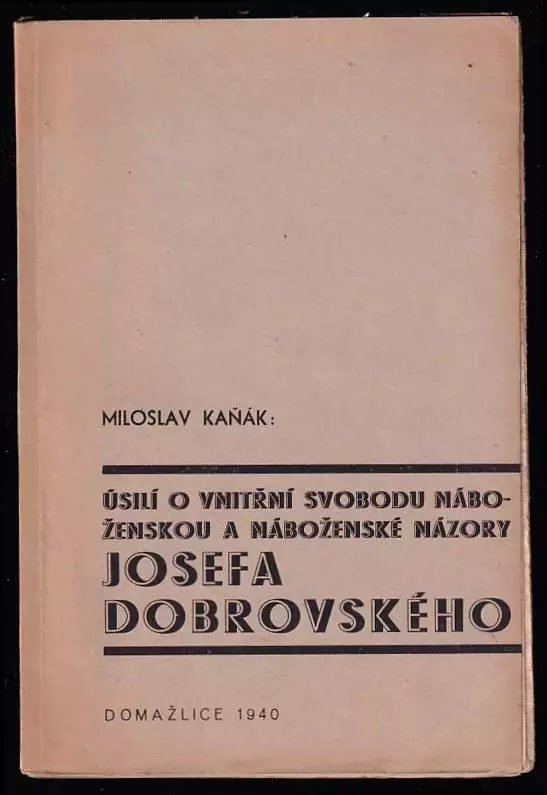 MILOSLAV KAŇÁK:
ÚSILÍ O VNITŘNÍ SVOBODU NÁBO-
ŽENSKOU A NÁBOŽENSKÉ NÁZORY
JOSEFA
DOBROVSKÉHO
DOMAŽLICE 1940